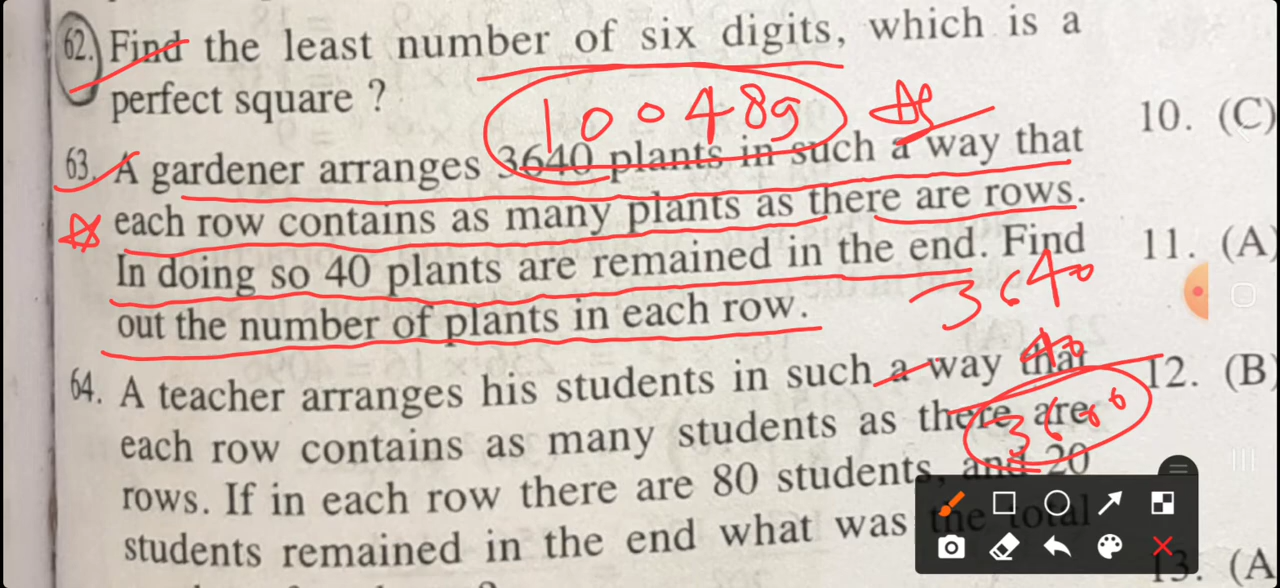 62. Find the least number of six digits, which is a
perfect square ?
100489
10. (C)
63. A gardener arranges 3640 plants in such a way that
each row contains as many plants as there are rows.
In doing so 40 plants are remained in the end. Find
11. (A)
3640
out the number of plants in each row.
40
64. A teacher arranges his students in such a way that
12. (B)
3600
each row contains as many students as there are
rows. If in each row there are 80 students, and 20
students remained in the end what was the total
13. (A